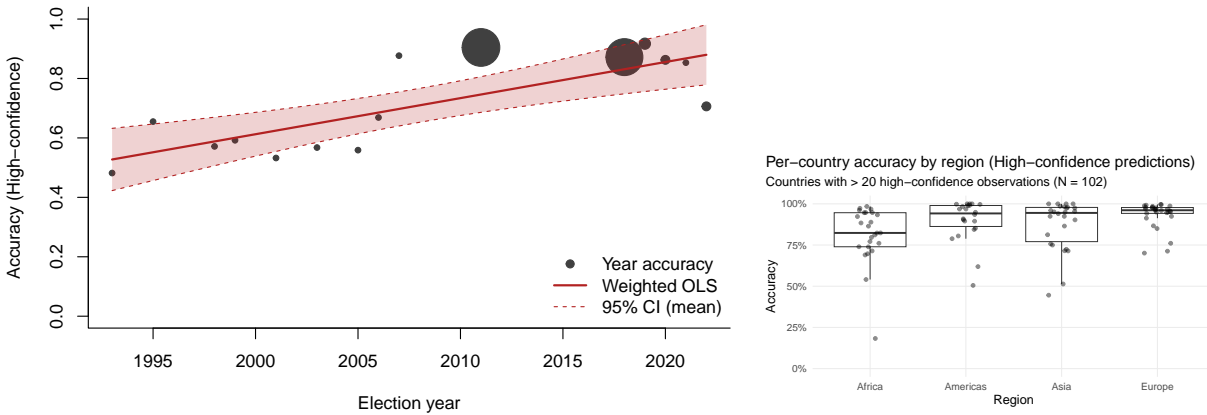 Accuracy (High−confidence)
1.0
0.8
0.6
0.4
0.2
0.0
Year accuracy
Weighted OLS
95% CI (mean)
1995 2000 2005 2010 2015 2020
Election year
Per−country accuracy by region (High−confidence predictions)
Countries with > 20 high−confidence observations (N = 102)
Accuracy
100%
75%
50%
25%
0%
Africa Americas Asia Europe
Region